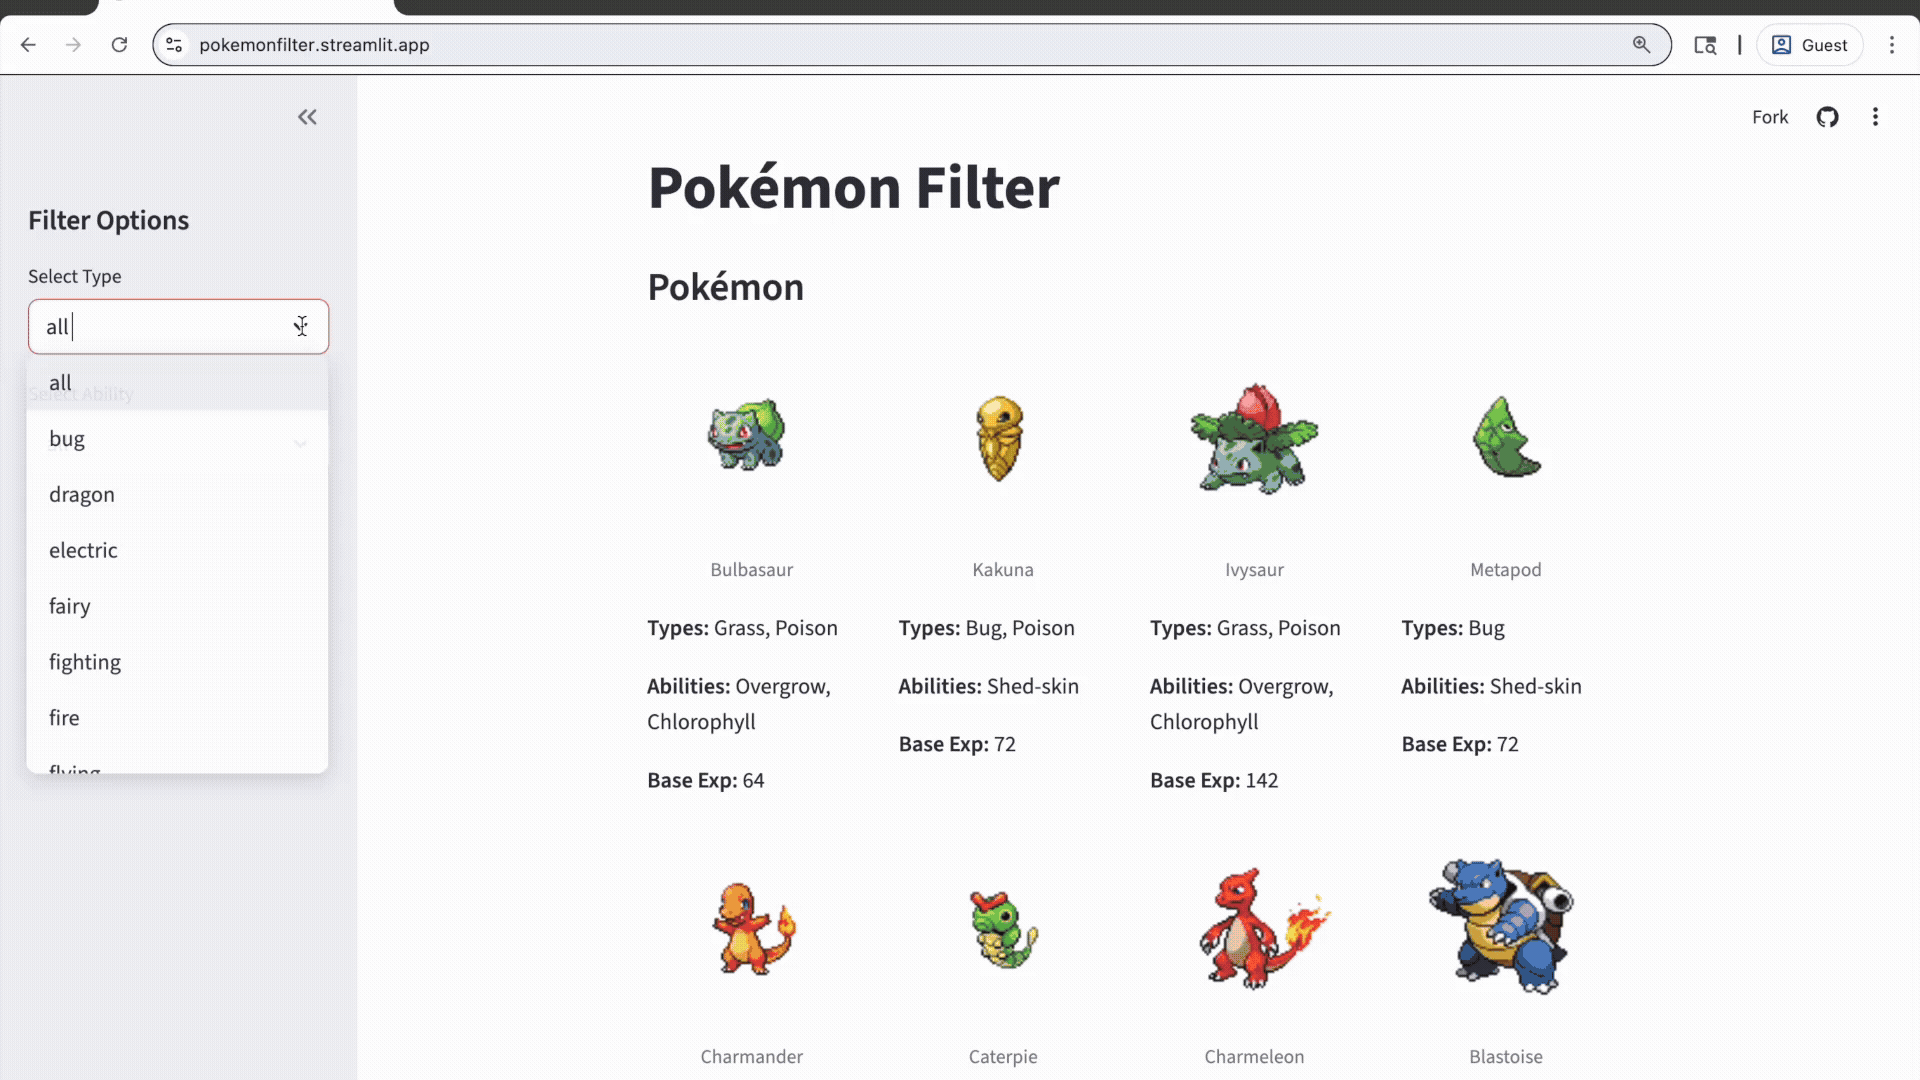 pokemonfilter.streamlit.app
Guest
Fork
Filter Options
Select Type
all
Select Ability
all
bug
dragon
electric
fairy
fighting
fire
flying
Pokémon Filter
Pokémon
Bulbasaur
Types: Grass, Poison
Abilities: Overgrow,
Chlorophyll
Base Exp: 64
Kakuna
Types: Bug, Poison
Abilities: Shed-skin
Base Exp: 72
Ivysaur
Types: Grass, Poison
Abilities: Overgrow,
Chlorophyll
Base Exp: 142
Metapod
Types: Bug
Abilities: Shed-skin
Base Exp: 72
Charmander
Caterpie
Charmeleon
Blastoise